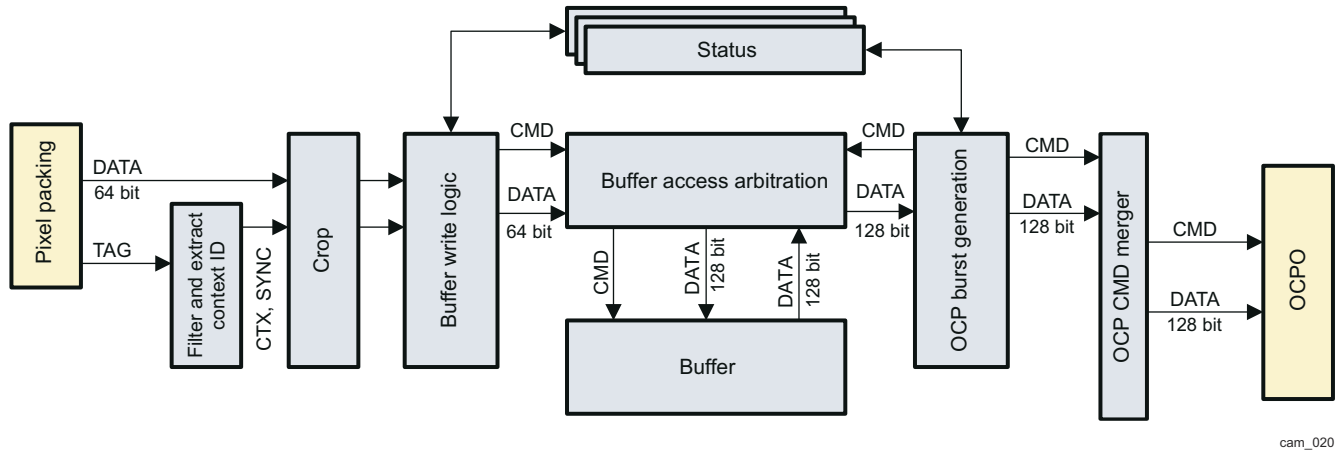 Status
Pixel packing
DATA
64 bit
TAG
Filter and extract
context ID
CTX, SYNC
Crop
Buffer write logic
CMD
DATA
64 bit
Buffer access arbitration
CMD
DATA
128 bit
DATA
128 bit
Buffer
CMD
DATA
128 bit
OCP burst generation
CMD
DATA
128 bit
OCP CMD merger
CMD
DATA
128 bit
OCPO
cam_020